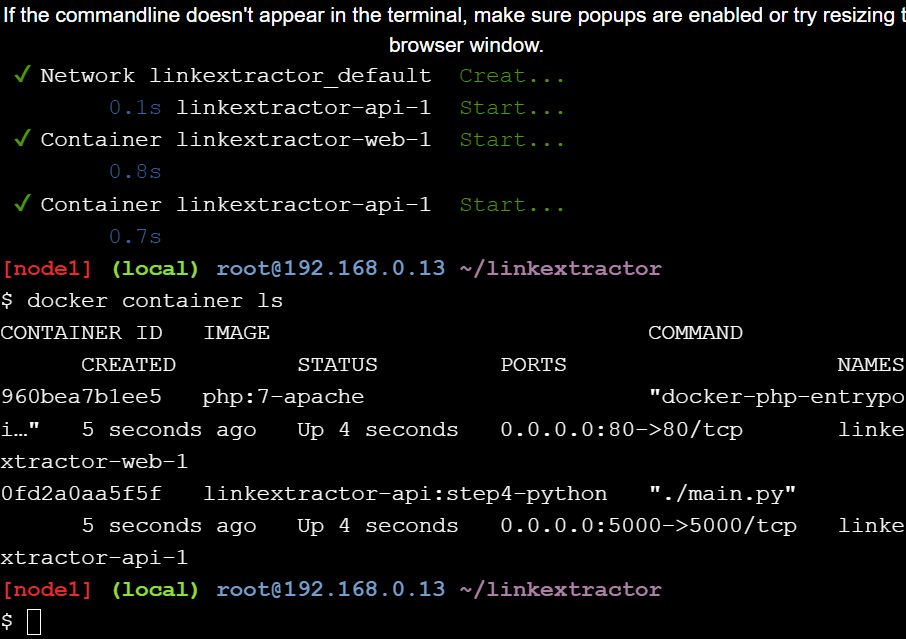 If the commandline doesn't appear in the terminal, make sure popups are enabled or try resizing t
browser window.
✓ Network linkextractor_default  Creat...
        0.1s linkextractor-api-1  Start...
✓ Container linkextractor-web-1  Start...
        0.8s
✓ Container linkextractor-api-1  Start...
        0.7s
[node1] (local) root@192.168.0.13 ~/linkextractor
$ docker container ls
CONTAINER ID   IMAGE                            COMMAND
      CREATED         STATUS         PORTS                    NAMES
960bea7b1ee5   php:7-apache                     "docker-php-entrypo
i…"   5 seconds ago   Up 4 seconds   0.0.0.0:80->80/tcp       linke
xtractor-web-1
0fd2a0aa5f5f   linkextractor-api:step4-python   "./main.py"
      5 seconds ago   Up 4 seconds   0.0.0.0:5000->5000/tcp   linke
xtractor-api-1
[node1] (local) root@192.168.0.13 ~/linkextractor
$